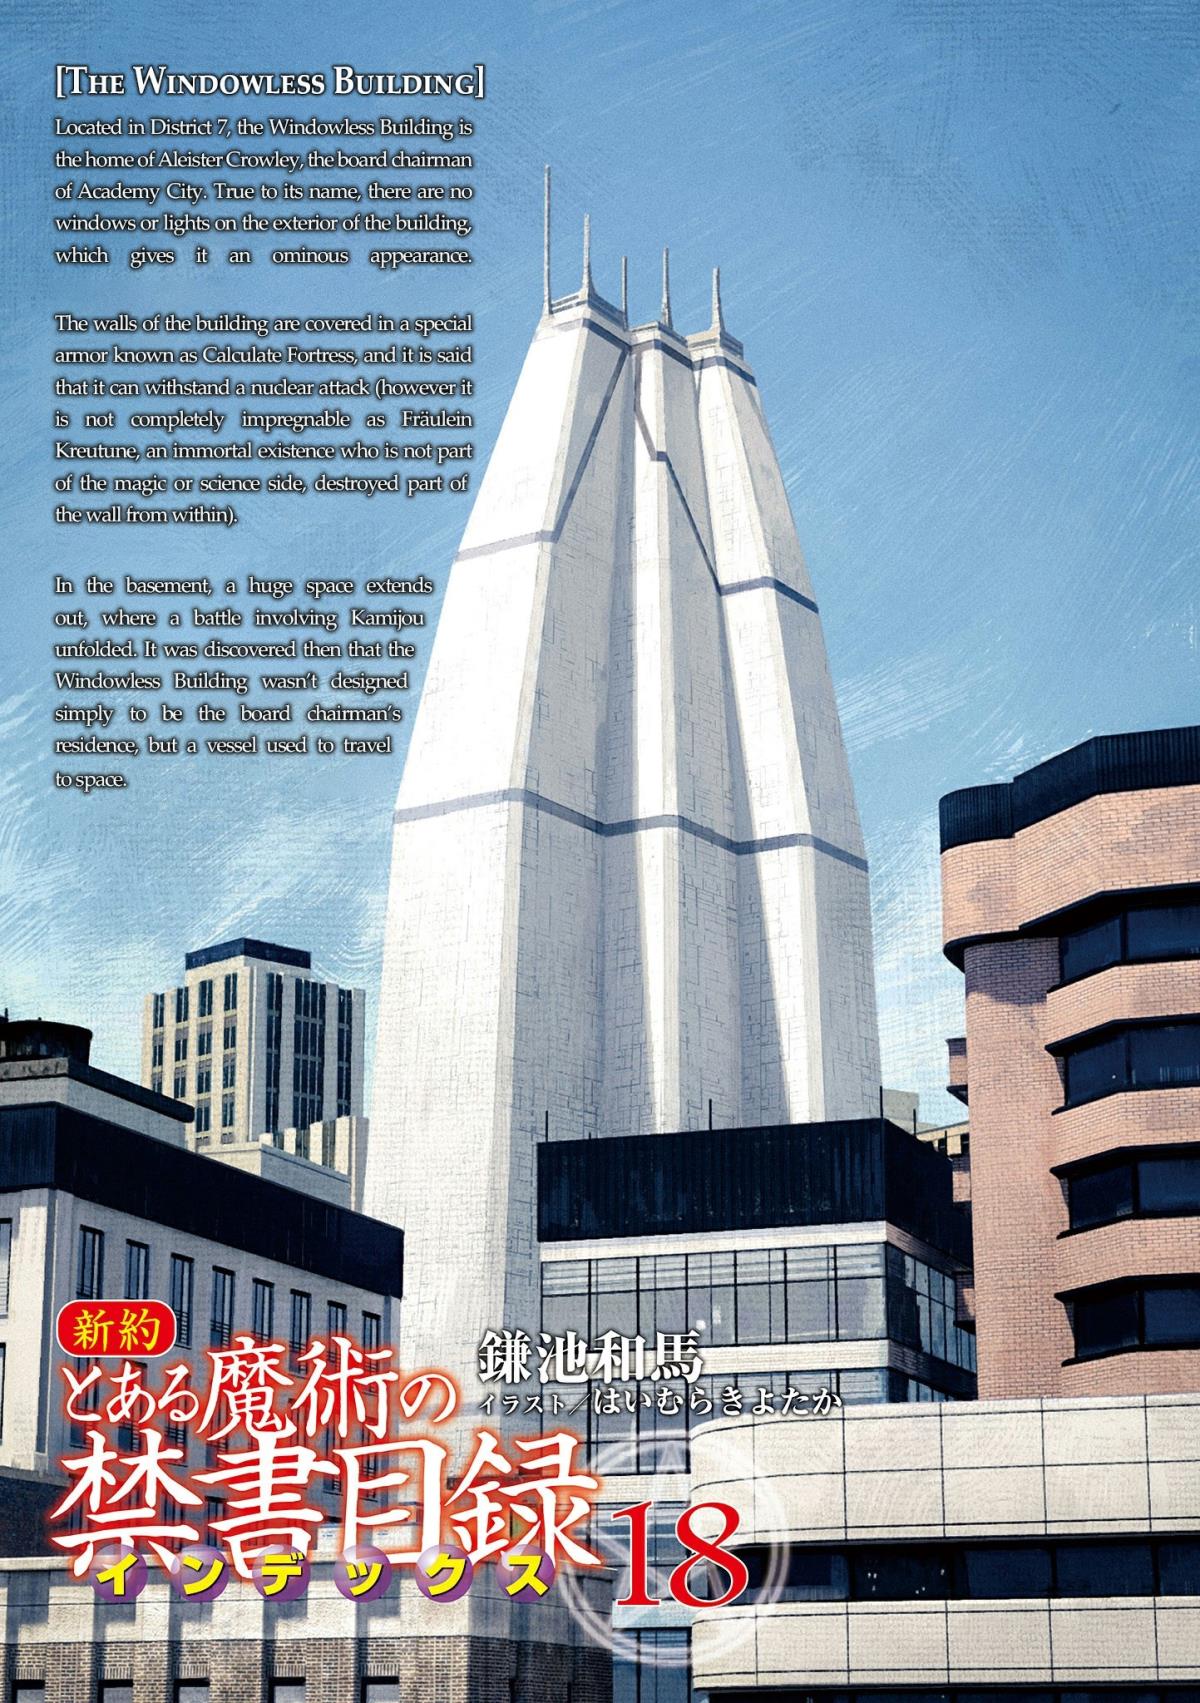 [The Windowless Building]
Located in District 7, the Windowless Building is
the home of Aleister Crowley, the board chairman
of Academy City. True to its name, there are no
windows or lights on the exterior of the building,
which gives it an ominous appearance.
The walls of the building are covered in a special
armor known as Calculate Fortress, and it is said
that it can withstand a nuclear attack (however it
is not completely impregnable as Fräulein
Kreutune, an immortal existence who is not part
of the magic or science side, destroyed part of
the wall from within).
In the basement, a huge space extends
out, where a battle involving Kamijou
unfolded. It was discovered then that the
Windowless Building wasn't designed
simply to be the board chairman's
residence, but a vessel used to travel
to space.
新約
とある魔術の
禁書目録
インデックス
18
鎌池和馬
イラスト／はいむらきよたか